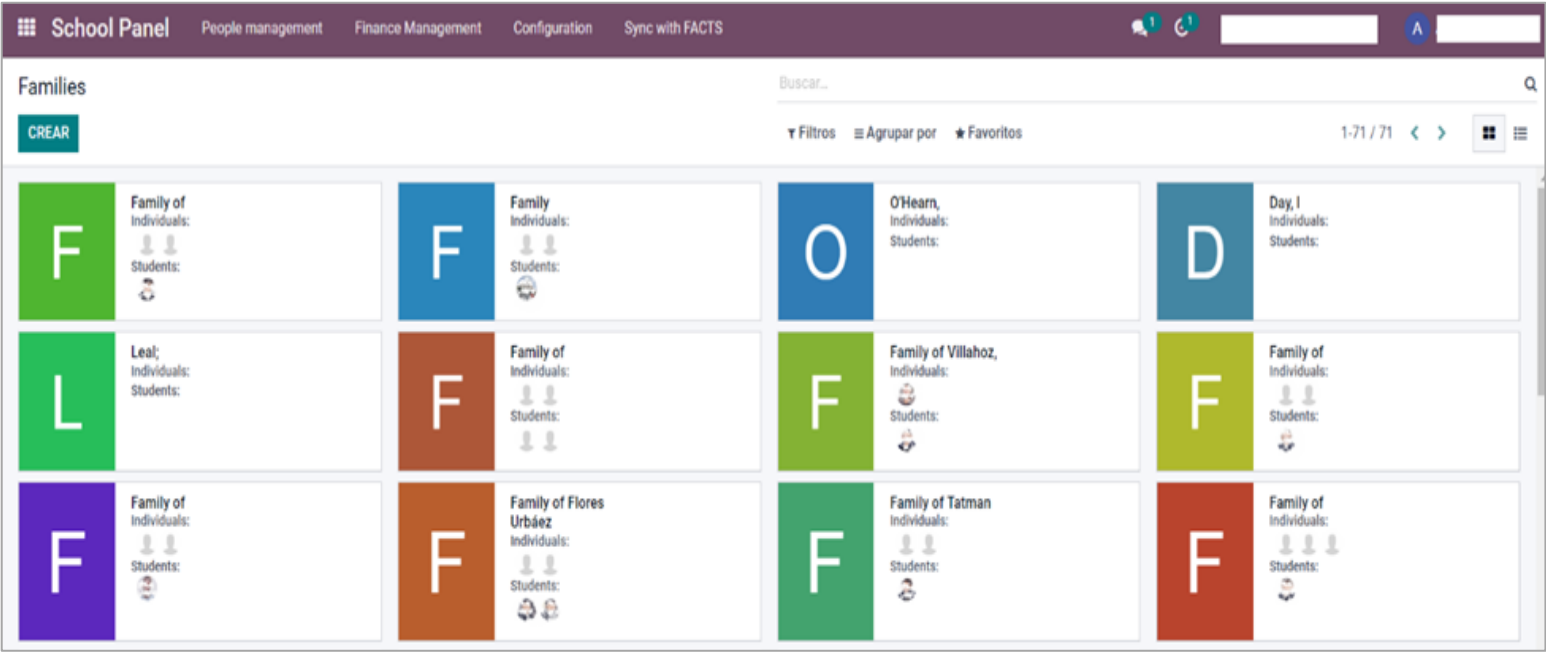 School Panel People management Finance Management Configuration Sync with FACTS 1 1 A
Families Buscar...
CREAR Filtros Agrupar por Favoritos 1-71 / 71
F
Family of
Individuals:
Students:
F
Family
Individuals:
Students:
O
O'Hearn,
Individuals:
Students:
D
Day, I
Individuals:
Students:
L
Leal;
Individuals:
Students:
F
Family of
Individuals:
Students:
F
Family of Villahoz,
Individuals:
Students:
F
Family of
Individuals:
Students:
F
Family of
Individuals:
Students:
F
Family of Flores
Urbáez
Individuals:
Students:
F
Family of Tatman
Individuals:
Students:
F
Family of
Individuals:
Students: